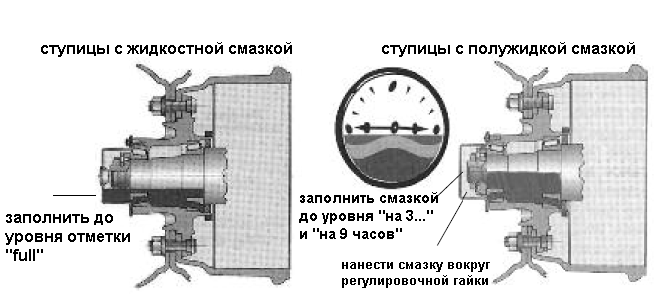 ступицы с жидкостной смазкой
ступицы с полужидкой смазкой
заполнить до
уровня отметки
"full"
заполнить смазкой
до уровня "на 3..."
и "на 9 часов"
нанести смазку вокруг
регулировочной гайки